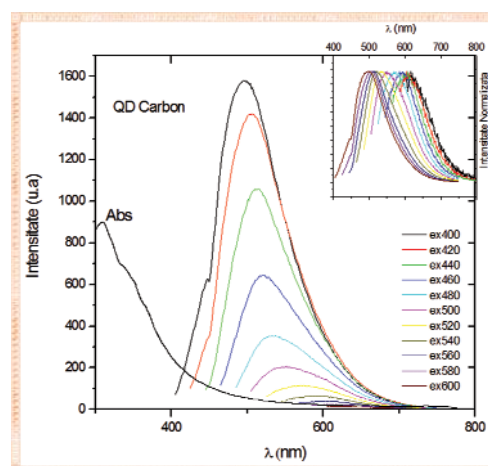 λ (nm)
400 500 600 700 800
Intensitate Normalizata
QD Carbon
Abs
Intensitate (u.a)
1600
1400
1200
1000
800
600
400
200
0
ex400
ex420
ex440
ex460
ex480
ex500
ex520
ex540
ex560
ex580
ex600
400 600 800
λ (nm)